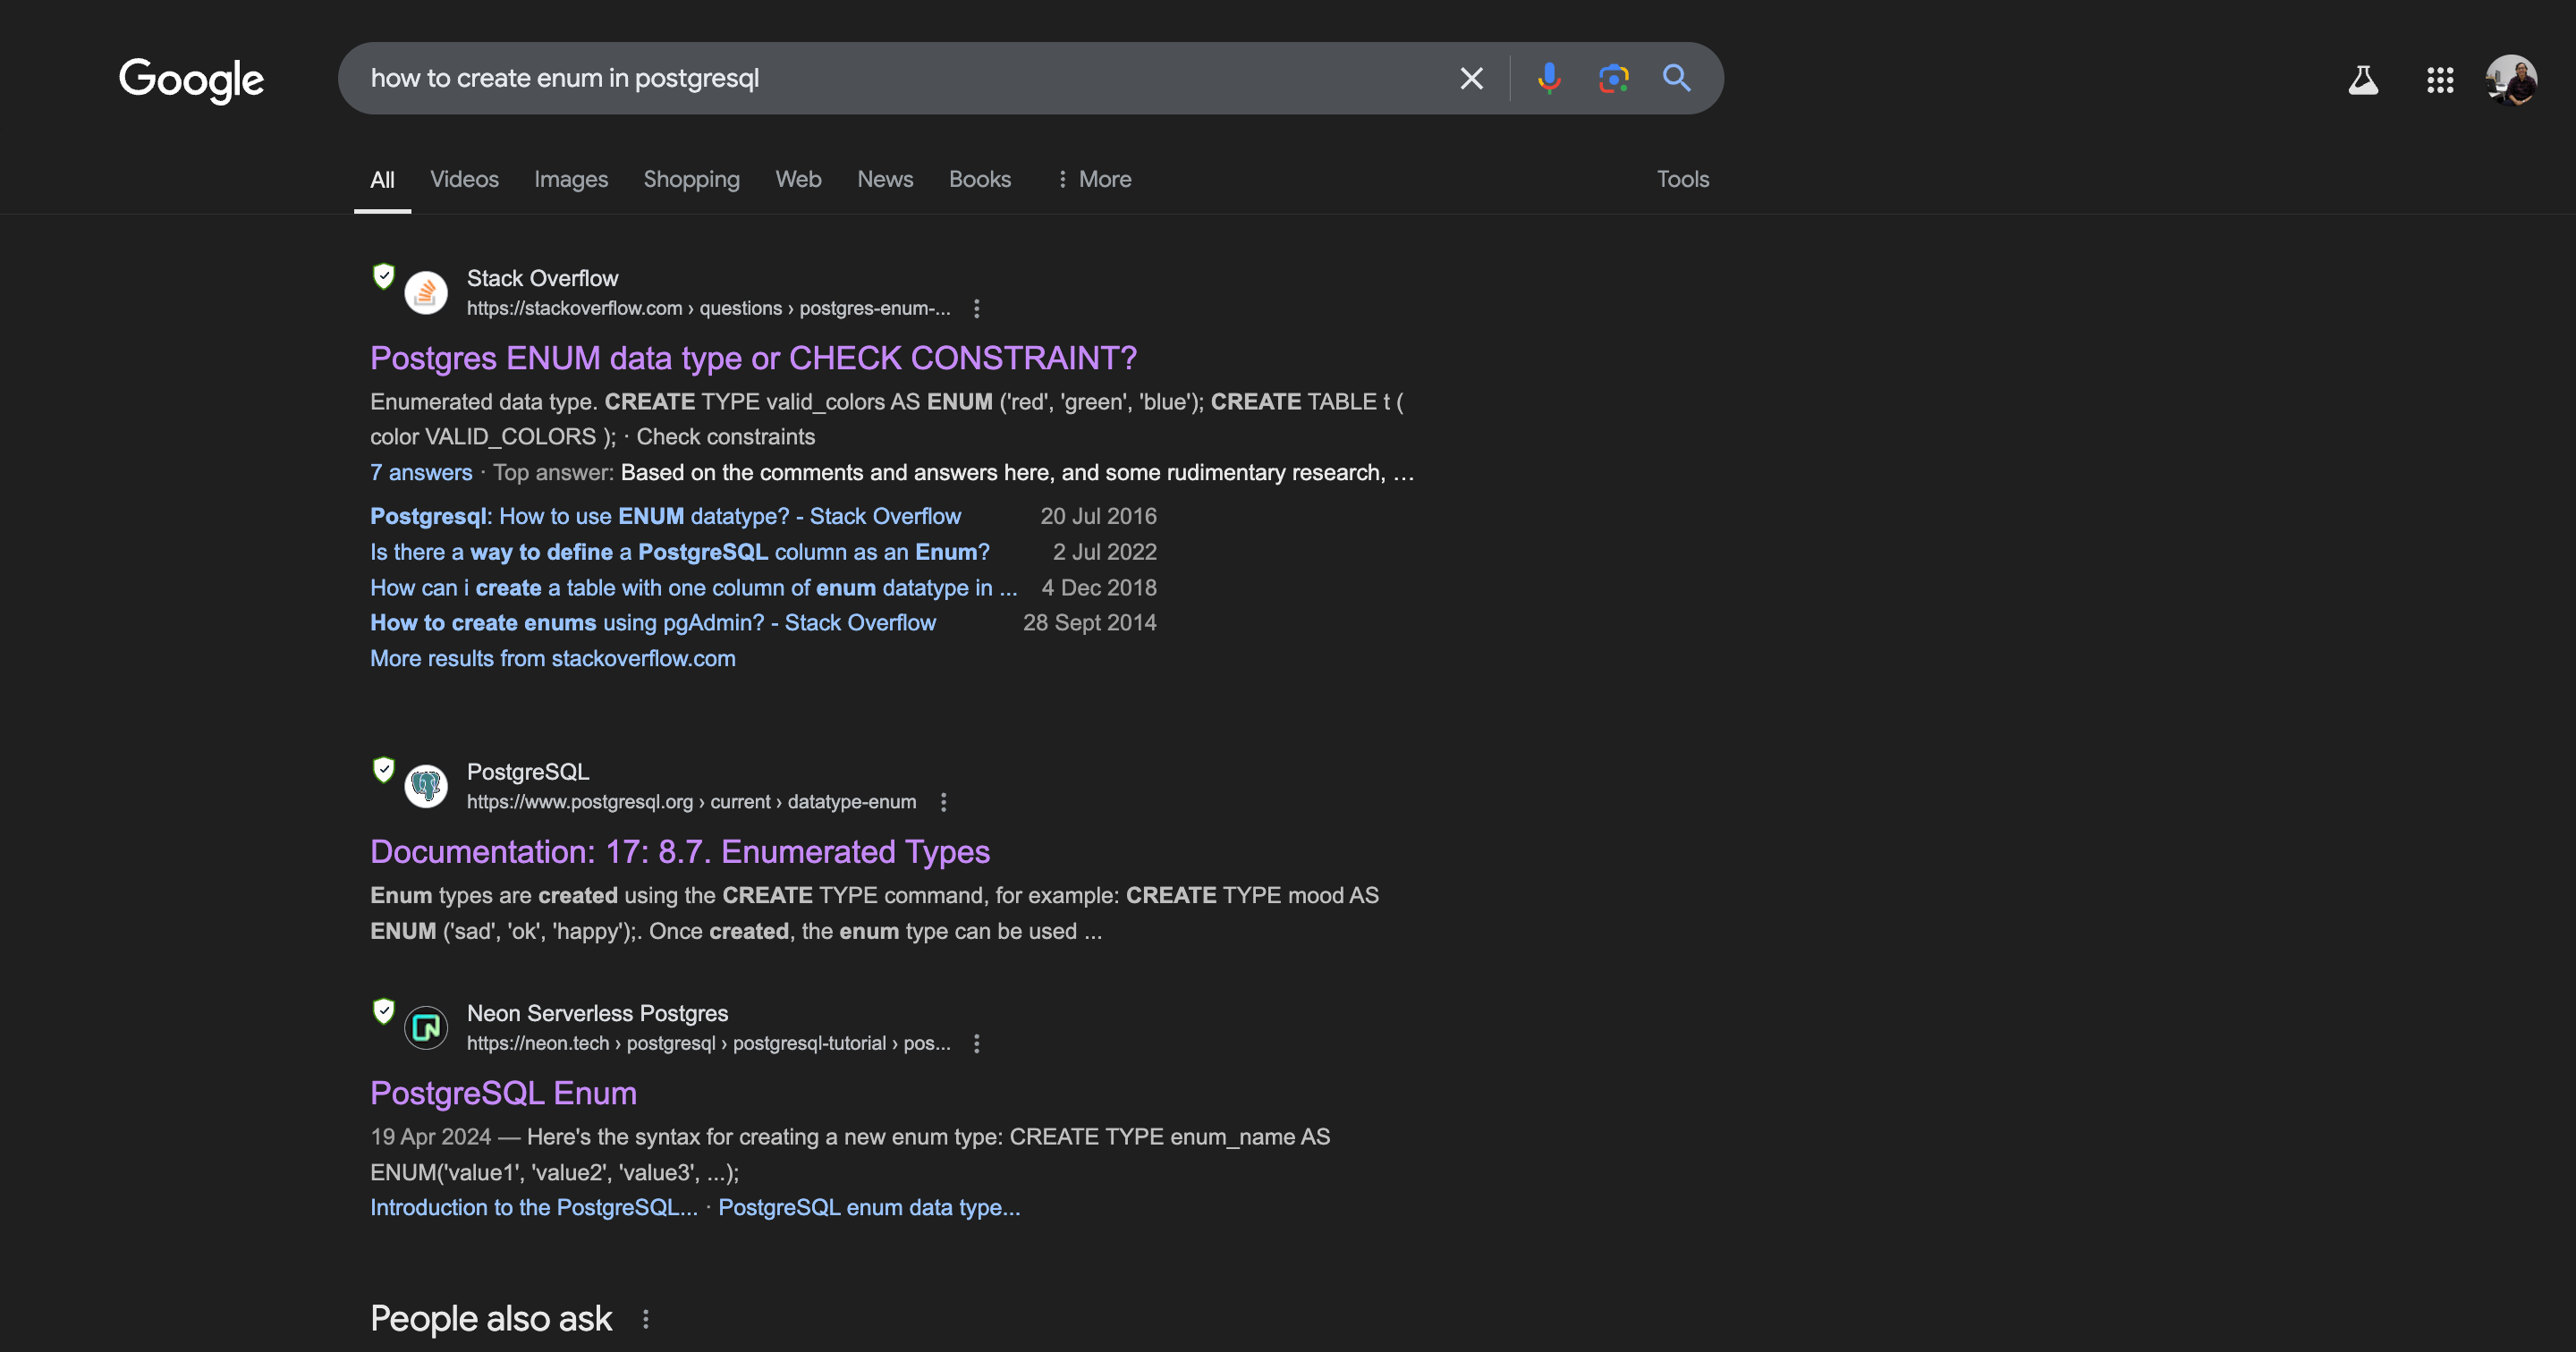 Google
how to create enum in postgresql
All Videos Images Shopping Web News Books More Tools
Stack Overflow
https://stackoverflow.com › questions › postgres-enum-...
Postgres ENUM data type or CHECK CONSTRAINT?
Enumerated data type. CREATE TYPE valid_colors AS ENUM ('red', 'green', 'blue'); CREATE TABLE t (
color VALID_COLORS ); · Check constraints
7 answers · Top answer: Based on the comments and answers here, and some rudimentary research, …
Postgresql: How to use ENUM datatype? - Stack Overflow 20 Jul 2016
Is there a way to define a PostgreSQL column as an Enum? 2 Jul 2022
How can i create a table with one column of enum datatype in ... 4 Dec 2018
How to create enums using pgAdmin? - Stack Overflow 28 Sept 2014
More results from stackoverflow.com
PostgreSQL
https://www.postgresql.org › current › datatype-enum
Documentation: 17: 8.7. Enumerated Types
Enum types are created using the CREATE TYPE command, for example: CREATE TYPE mood AS
ENUM ('sad', 'ok', 'happy');. Once created, the enum type can be used ...
Neon Serverless Postgres
https://neon.tech › postgresql › postgresql-tutorial › pos...
PostgreSQL Enum
19 Apr 2024 — Here's the syntax for creating a new enum type: CREATE TYPE enum_name AS
ENUM('value1', 'value2', 'value3', ...);
Introduction to the PostgreSQL... · PostgreSQL enum data type...
People also ask